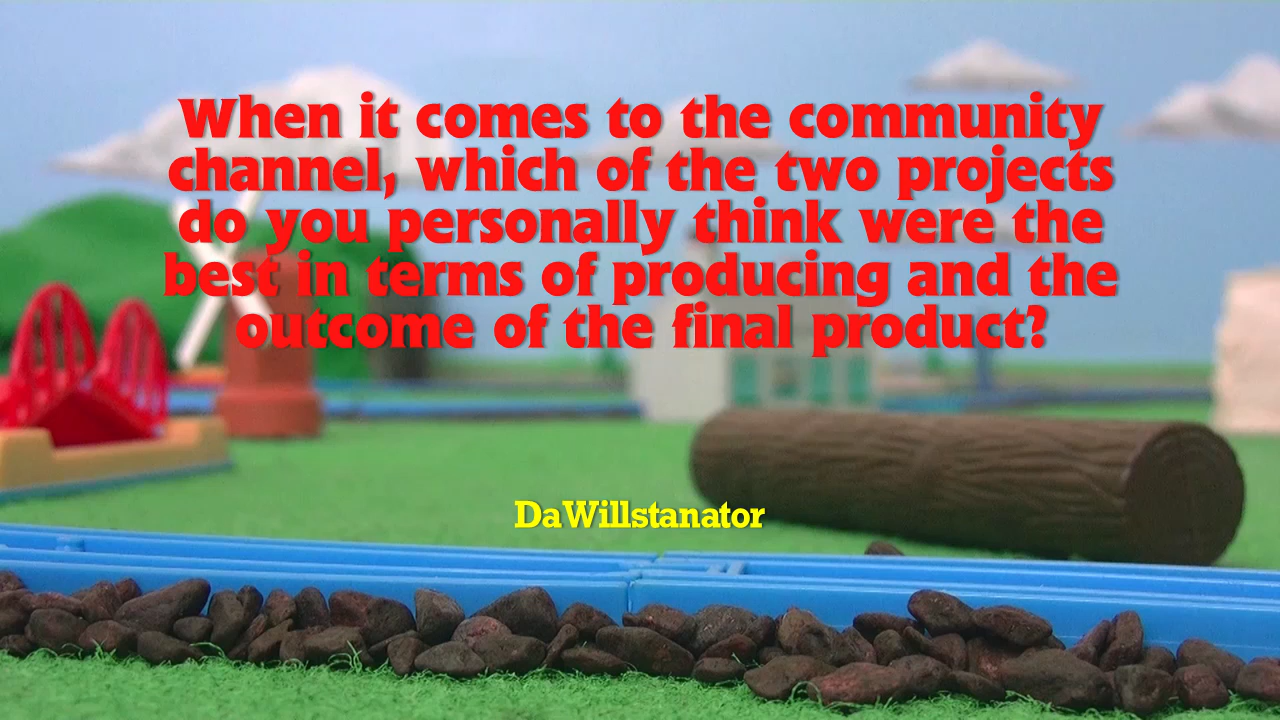 When it comes to the community
channel, which of the two projects
do you personally think were the
best in terms of producing and the
outcome of the final product?
DaWillstanator